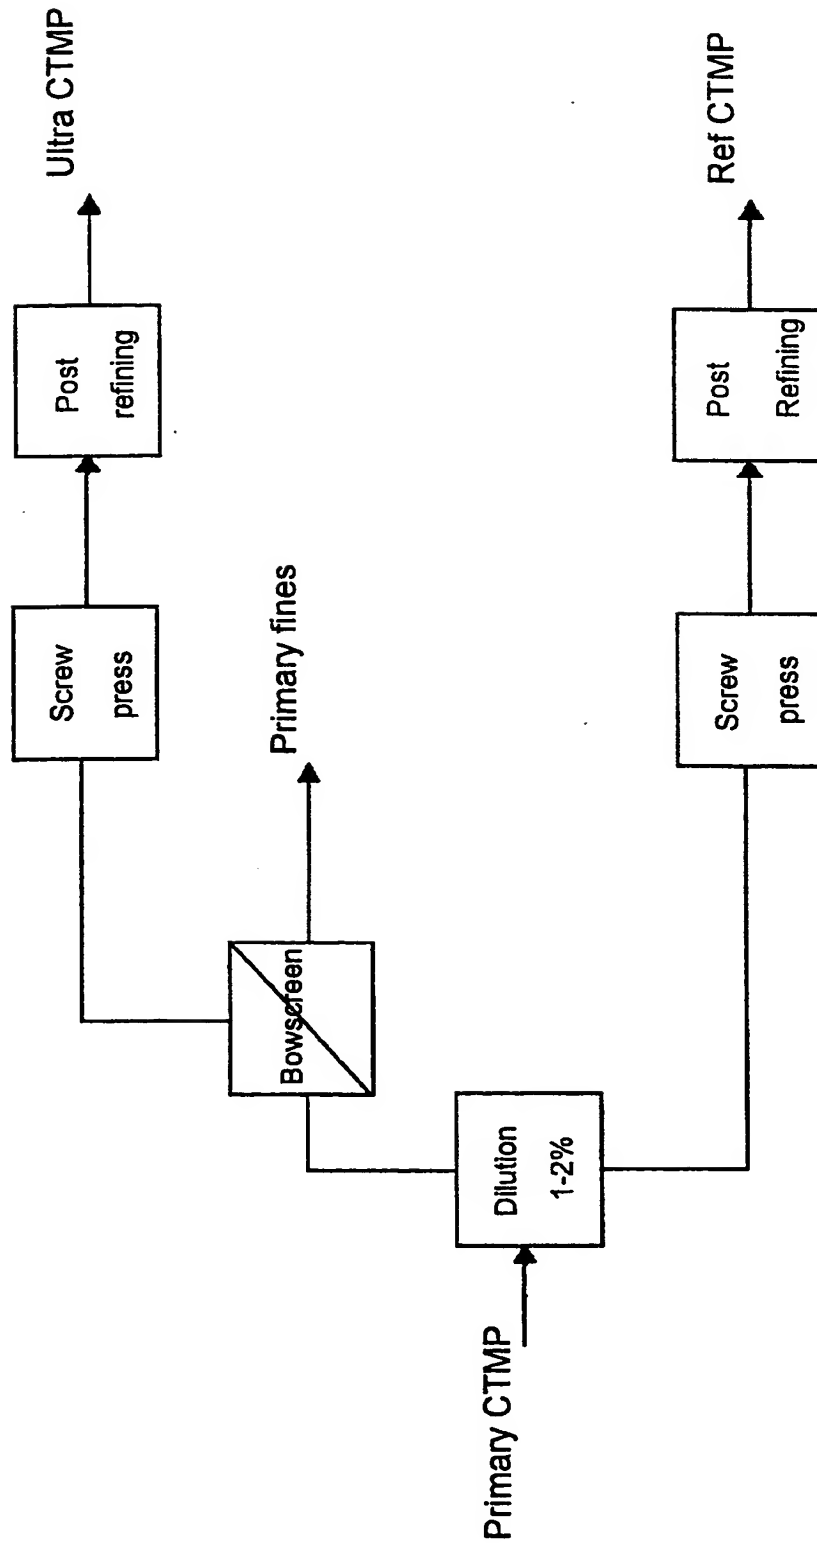 Primary CTMP
Dilution
1-2%
Bowscreen
Primary fines
Screw
press
Post
refining
Ultra CTMP
Screw
press
Post
Refining
Ref CTMP